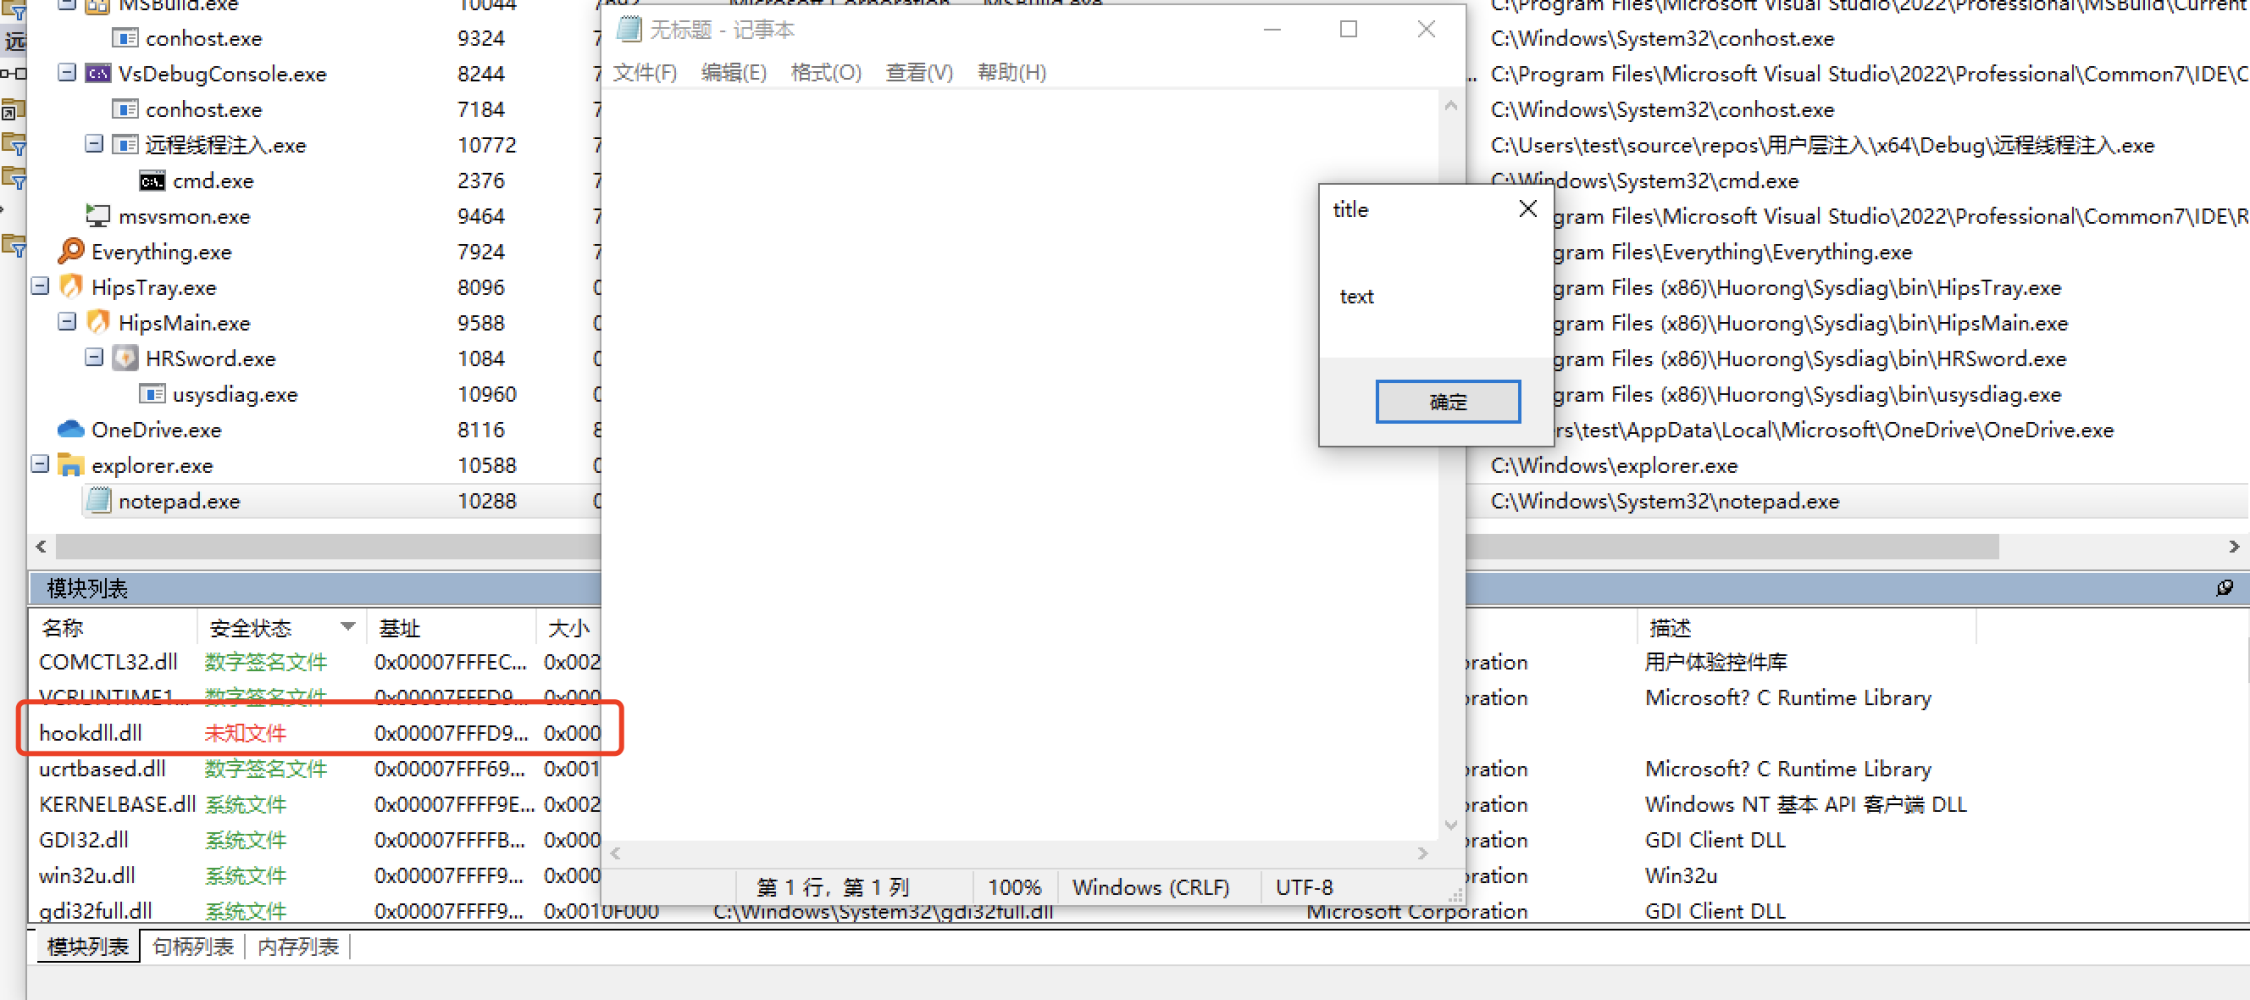 MSBuild.exe 10044 Microsoft Corporation MSBuild.exe C:\Program Files\Microsoft Visual Studio\2022\Professional\MSBuild\Current
conhost.exe 9324 7 C:\Windows\System32\conhost.exe
VsDebugConsole.exe 8244 7 ... C:\Program Files\Microsoft Visual Studio\2022\Professional\Common7\IDE\C
conhost.exe 7184 7 C:\Windows\System32\conhost.exe
远程线程注入.exe 10772 7 C:\Users\test\source\repos\用户层注入\x64\Debug\远程线程注入.exe
cmd.exe 2376 7 C:\Windows\System32\cmd.exe
msvsmon.exe 9464 7 gram Files\Microsoft Visual Studio\2022\Professional\Common7\IDE\R
Everything.exe 7924 7 gram Files\Everything\Everything.exe
HipsTray.exe 8096 gram Files (x86)\Huorong\Sysdiag\bin\HipsTray.exe
HipsMain.exe 9588 gram Files (x86)\Huorong\Sysdiag\bin\HipsMain.exe
HRSword.exe 1084 gram Files (x86)\Huorong\Sysdiag\bin\HRSword.exe
usysdiag.exe 10960 gram Files (x86)\Huorong\Sysdiag\bin\usysdiag.exe
OneDrive.exe 8116 8 rs\test\AppData\Local\Microsoft\OneDrive\OneDrive.exe
explorer.exe 10588 C:\Windows\explorer.exe
notepad.exe 10288 C:\Windows\System32\notepad.exe
远
无标题 - 记事本
文件(F) 编辑(E) 格式(O) 查看(V) 帮助(H)
title
text
确定
第 1 行，第 1 列 100% Windows (CRLF) UTF-8
模块列表
名称 安全状态 基址 大小 描述
COMCTL32.dll 数字签名文件 0x00007FFFEC... 0x002 oration 用户体验控件库
VCRUNTIME1... 数字签名文件 0x00007FFFD9... 0x000 oration Microsoft? C Runtime Library
hookdll.dll 未知文件 0x00007FFFD9... 0x000
ucrtbased.dll 数字签名文件 0x00007FFF69... 0x001 oration Microsoft? C Runtime Library
KERNELBASE.dll 系统文件 0x00007FFFF9E... 0x002 oration Windows NT 基本 API 客户端 DLL
GDI32.dll 系统文件 0x00007FFFFB... 0x000 oration GDI Client DLL
win32u.dll 系统文件 0x00007FFFF9... 0x000 oration Win32u
gdi32full.dll 系统文件 0x00007FFFF9... 0x0010F000 C:\Windows\System32\gdi32full.dll Microsoft Corporation GDI Client DLL
模块列表 句柄列表 内存列表